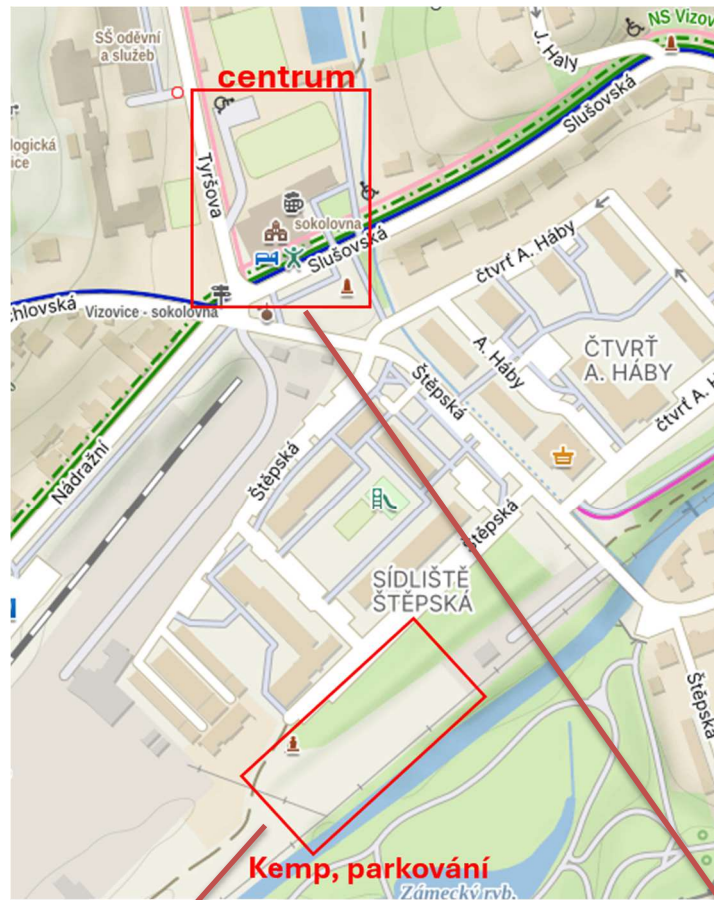 SŠ oděvní
a služeb
NS Vizov
J. Haly
centrum
logická
ice
Tyršova
Slušovská
sokolovna
Slušovská
chlovská
Vizovice - sokolovna
čtvrť A. Háby
A. Háby
ČTVRŤ
A. HÁBY
čtvrť A. H
Štěpská
Nádražní
Štěpská
Štěpská
SÍDLIŠTĚ
ŠTĚPSKÁ
Štěpská
Kemp, parkování
Zámecký ryb.